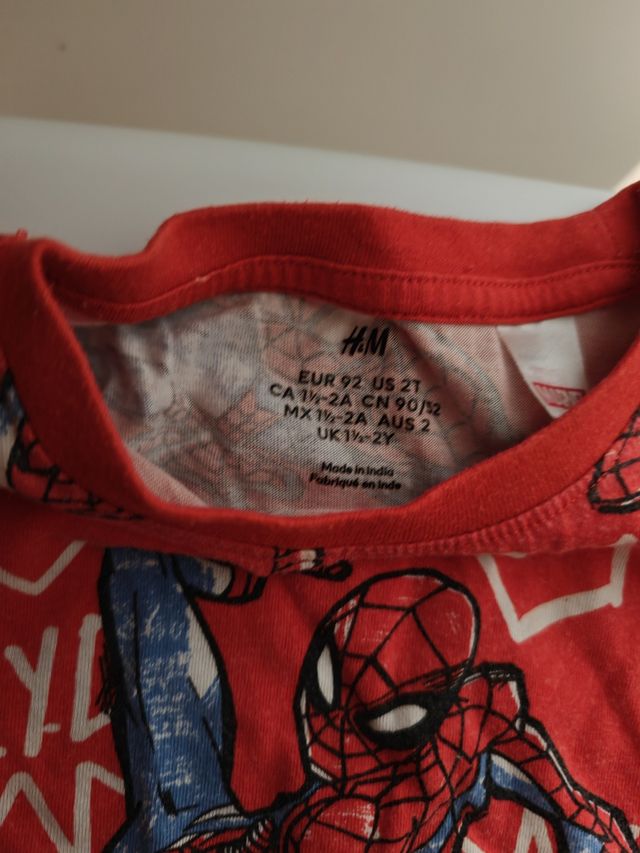 H&M
EUR 92 US 2T
CA 1½-2A CN 90/52
MX 1½-2A AUS 2
UK 1½-2Y
Made in India
Fabriqué en Inde